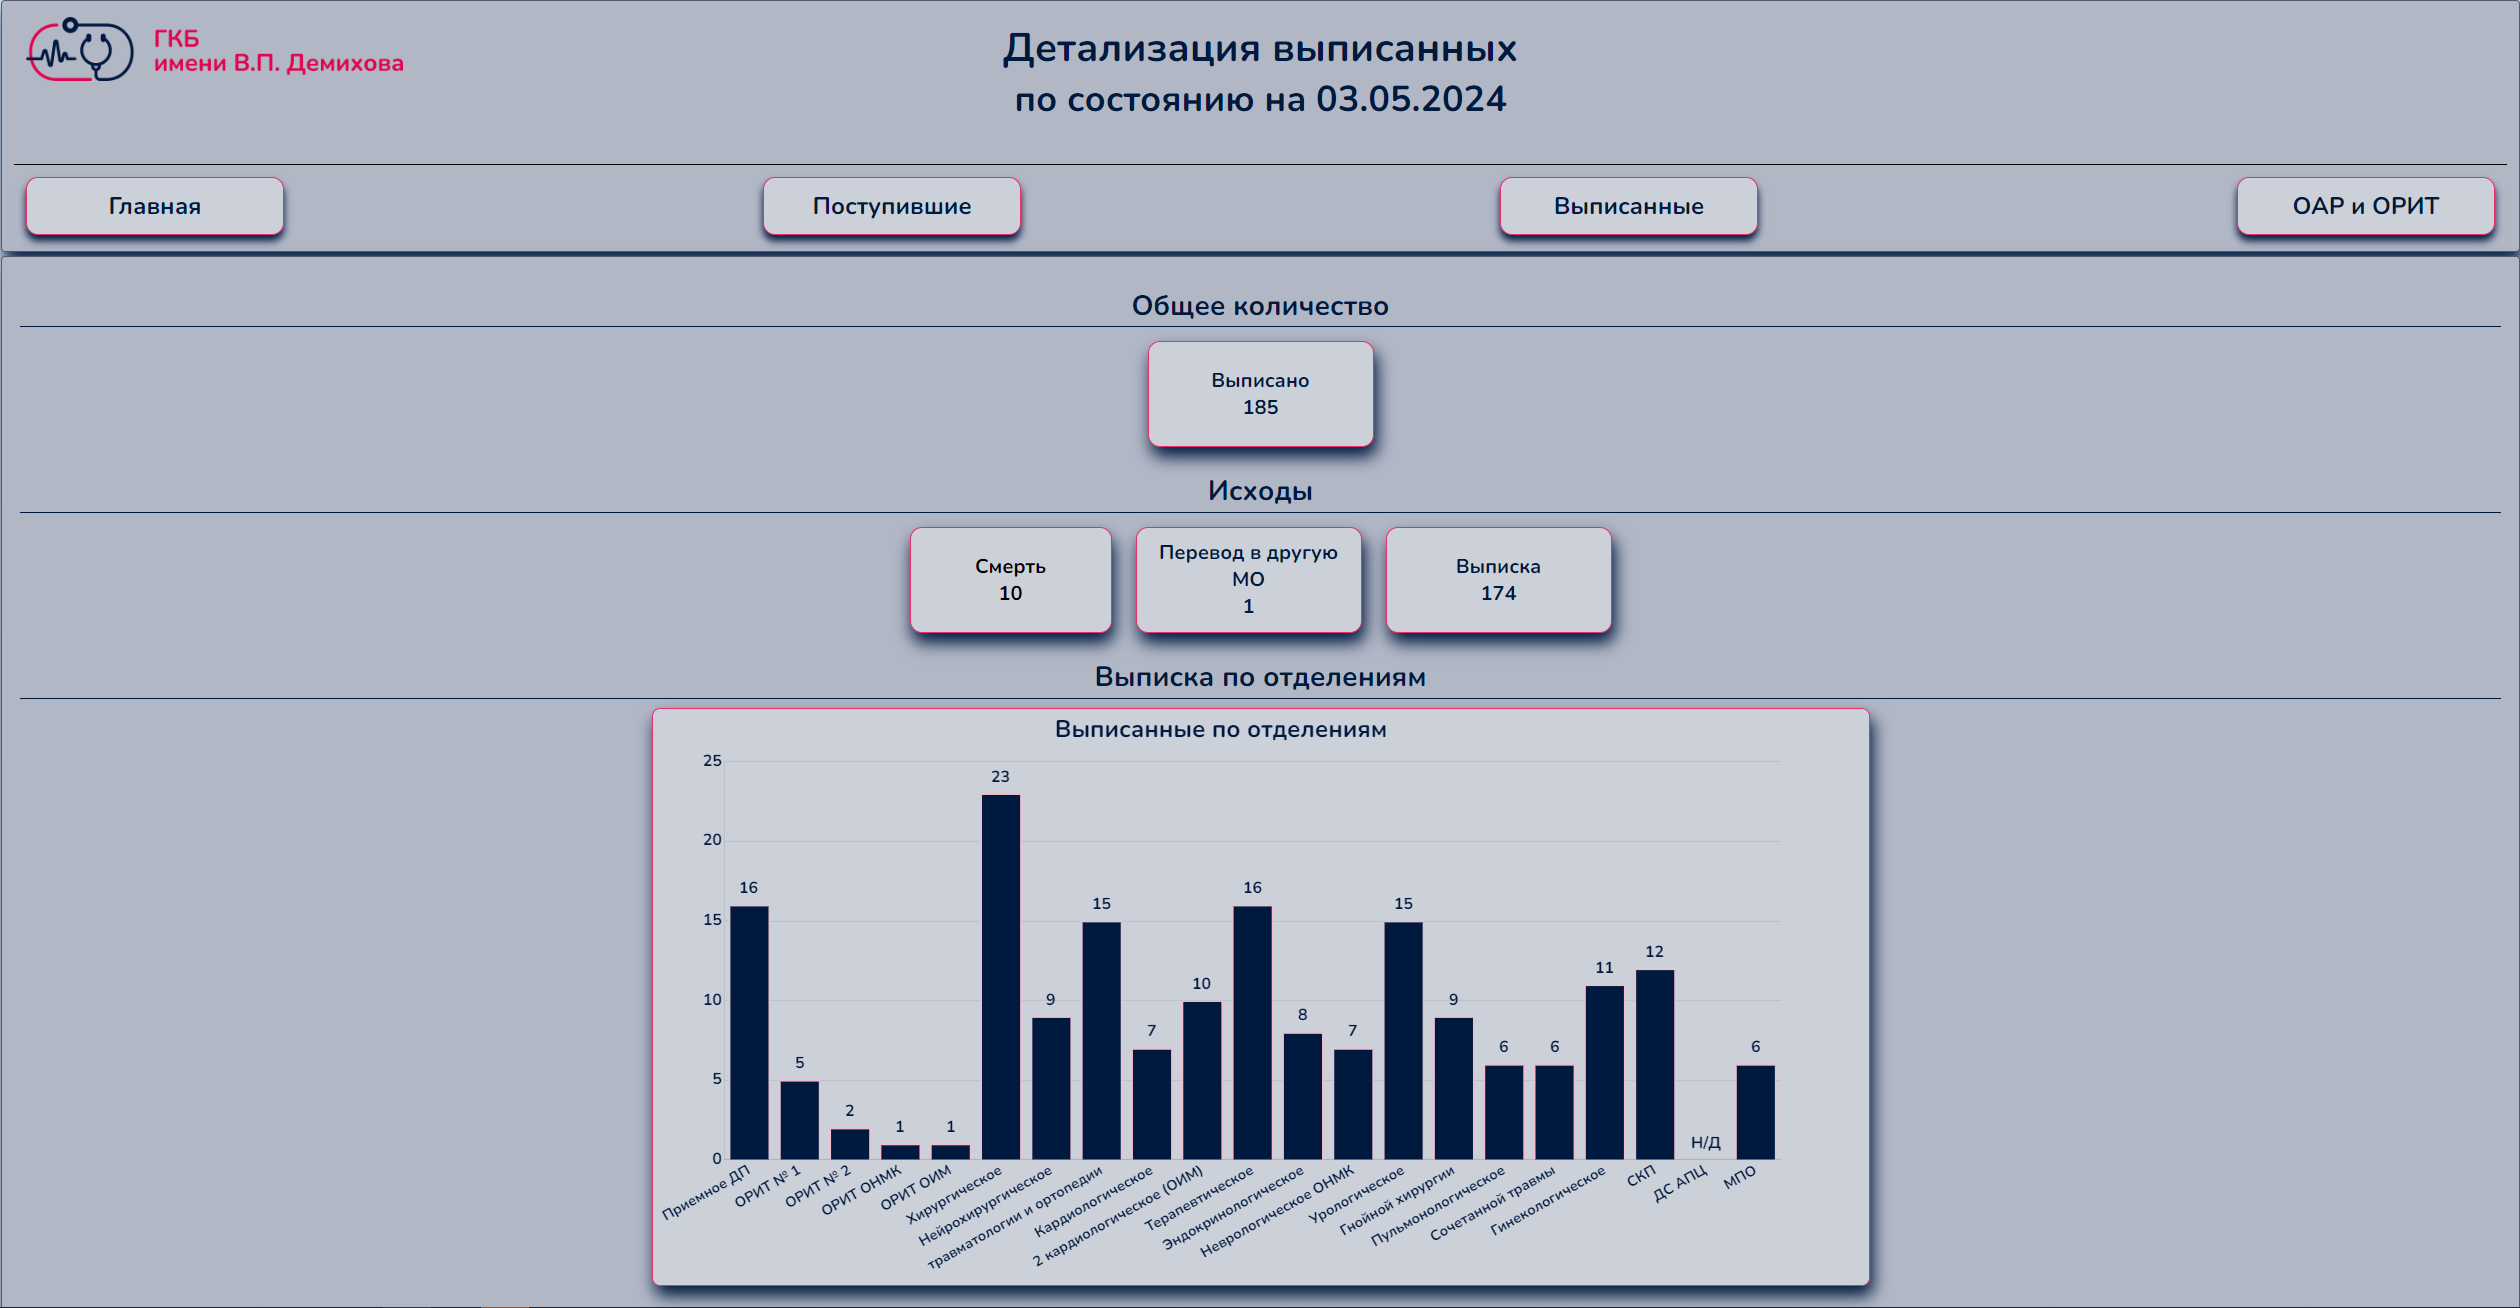 ГКБ
имени В.П. Демихова
Детализация выписанных
по состоянию на 03.05.2024
Главная
Поступившие
Выписанные
ОАР и ОРИТ
Общее количество
Выписано
185
Исходы
Смерть
10
Перевод в другую
МО
1
Выписка
174
Выписка по отделениям
Выписанные по отделениям
25
20
15
10
5
0
16
5
2
1
1
23
9
15
7
10
16
8
7
15
9
6
6
11
12
Н/Д
6
Приемное ДП
ОРИТ № 1
ОРИТ № 2
ОРИТ ОНМК
ОРИТ ОИМ
Хирургическое
Нейрохирургическое
травматологии и ортопедии
Кардиологическое
2 кардиологическое (ОИМ)
Терапевтическое
Эндокринологическое
Неврологическое ОНМК
Урологическое
Гнойной хирургии
Пульмонологическое
Сочетанной травмы
Гинекологическое
СКП
ДС АПЦ
МПО